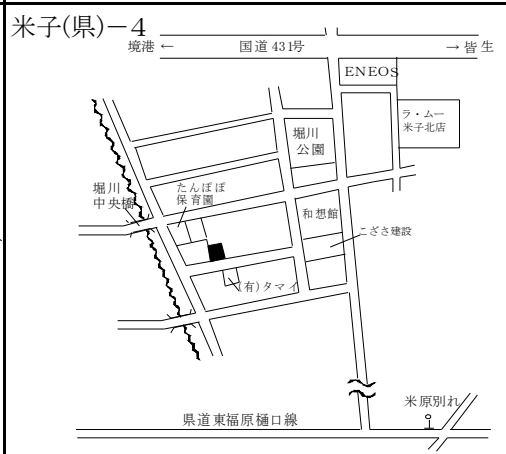 米子(県)−4
境港 ←
国道 431号
→ 皆生
ENEOS
ラ・ムー
米子北店
堀川
公園
堀川
中央橋
たんぽぽ
保育園
和想館
こざさ建設
(有)タマイ
米原別れ
県道東福原樋口線